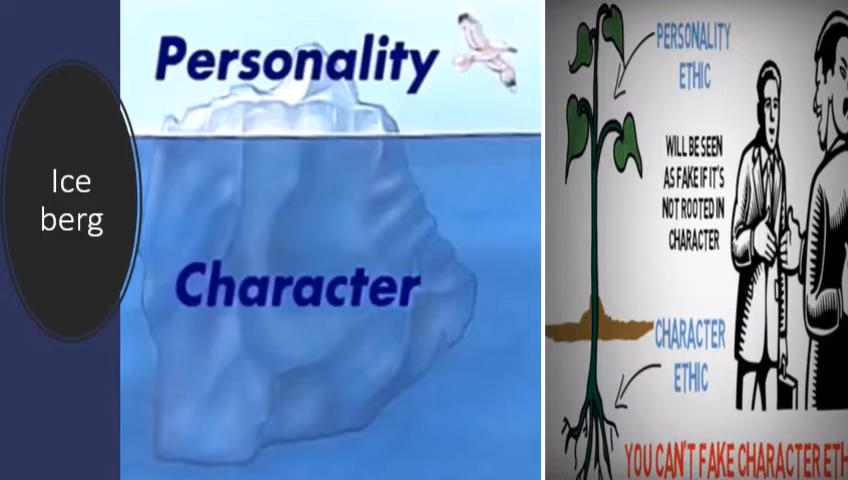 Ice
berg
Personality
Character
PERSONALITY
ETHIC
WILL BE SEEN
AS FAKE IF IT'S
NOT ROOTED IN
CHARACTER
CHARACTER
ETHIC
YOU CAN'T FAKE CHARACTER ETH